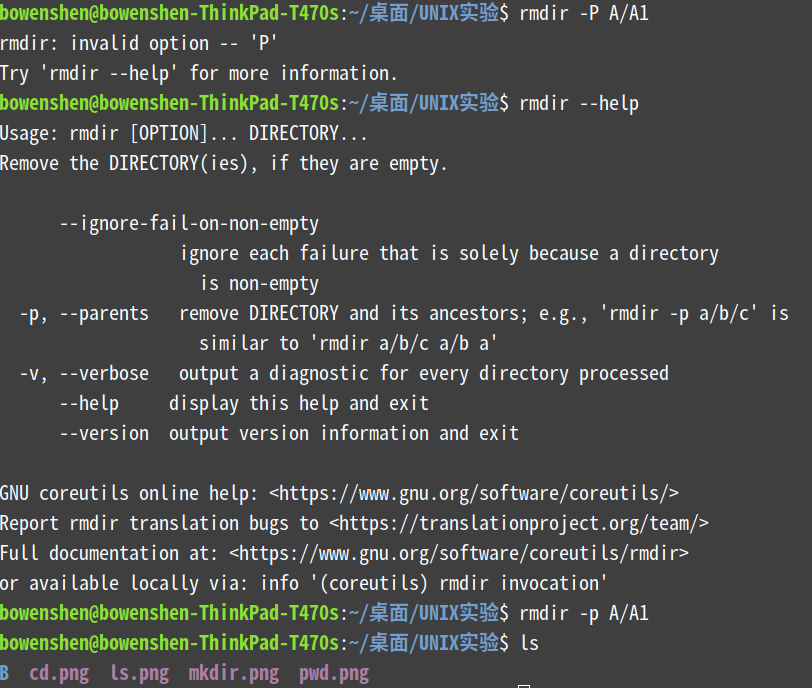 bowenshen@bowenshen-ThinkPad-T470s:~/桌面/UNIX实验$ rmdir -P A/A1
rmdir: invalid option -- 'P'
Try 'rmdir --help' for more information.
bowenshen@bowenshen-ThinkPad-T470s:~/桌面/UNIX实验$ rmdir --help
Usage: rmdir [OPTION]... DIRECTORY...
Remove the DIRECTORY(ies), if they are empty.
--ignore-fail-on-non-empty
ignore each failure that is solely because a directory
is non-empty
-p, --parents   remove DIRECTORY and its ancestors; e.g., 'rmdir -p a/b/c' is
similar to 'rmdir a/b/c a/b a'
-v, --verbose   output a diagnostic for every directory processed
--help     display this help and exit
--version  output version information and exit
GNU coreutils online help: <https://www.gnu.org/software/coreutils/>
Report rmdir translation bugs to <https://translationproject.org/team/>
Full documentation at: <https://www.gnu.org/software/coreutils/rmdir>
or available locally via: info '(coreutils) rmdir invocation'
bowenshen@bowenshen-ThinkPad-T470s:~/桌面/UNIX实验$ rmdir -p A/A1
bowenshen@bowenshen-ThinkPad-T470s:~/桌面/UNIX实验$ ls
B  cd.png  ls.png  mkdir.png  pwd.png